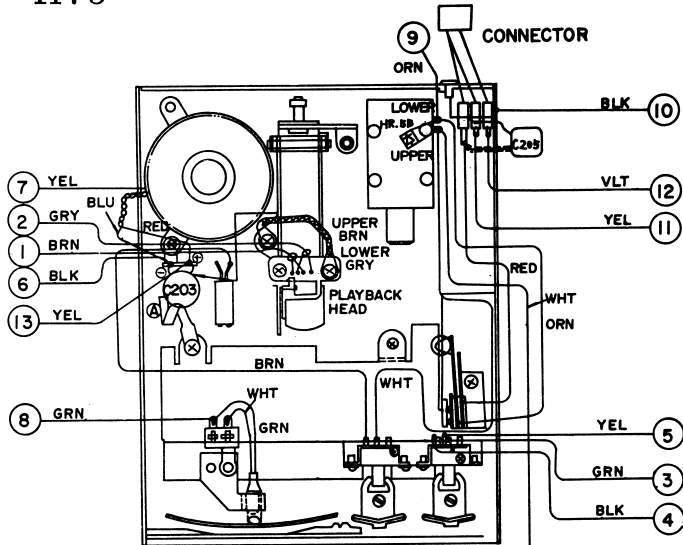 9
ORN
CONNECTOR
LOWER
UPPER
C205
BLK
10
7
YEL
BLU
RED
2
GRY
1
BRN
6
BLK
13
YEL
C203
A
UPPER
BRN
LOWER
GRY
PLAYBACK
HEAD
VLT
12
YEL
11
RED
WHT
ORN
BRN
WHT
8
GRN
WHT
GRN
YEL
5
GRN
3
BLK
4